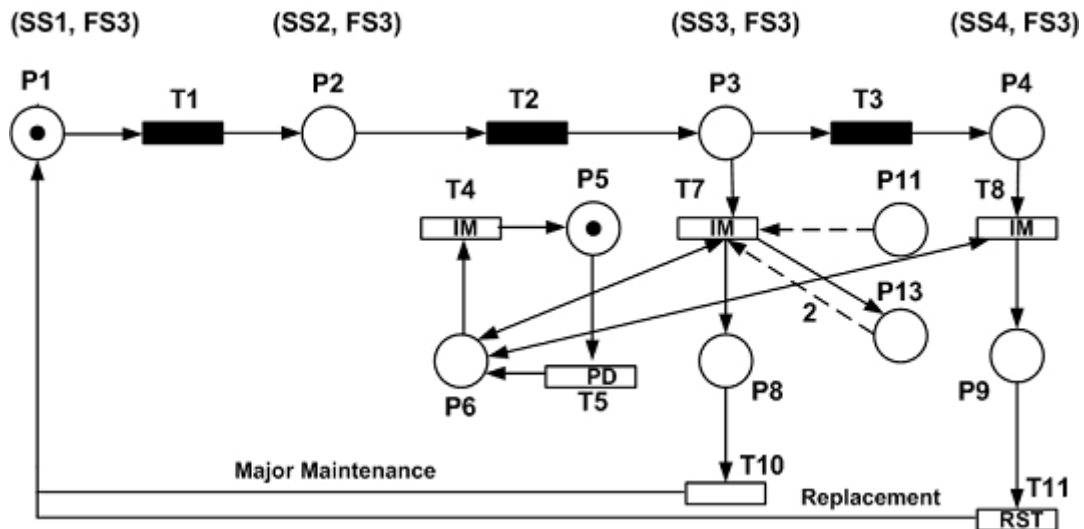 (SS1, FS3) (SS2, FS3) (SS3, FS3) (SS4, FS3)
P1 P2 P3 P4
T1 T2 T3
T4 P5 T7 P11 T8
IM IM IM
P13
2
PD
P6 T5 P8 P9
Major Maintenance T10
Replacement T11
RST